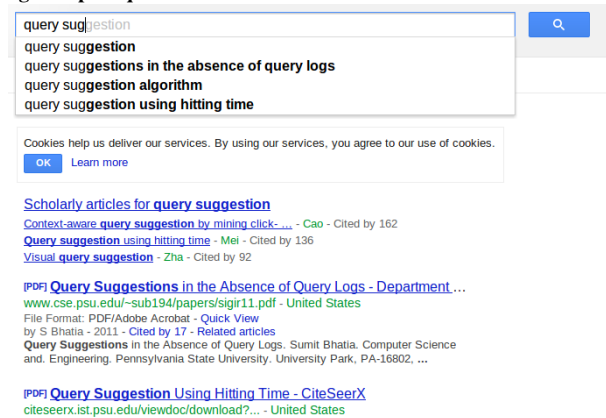 query suggestion
query suggestion
query suggestions in the absence of query logs
query suggestion algorithm
query suggestion using hitting time
Cookies help us deliver our services. By using our services, you agree to our use of cookies.
OK Learn more
Scholarly articles for query suggestion
Context-aware query suggestion by mining click- ... - Cao - Cited by 162
Query suggestion using hitting time - Mei - Cited by 136
Visual query suggestion - Zha - Cited by 92
[PDF] Query Suggestions in the Absence of Query Logs - Department ...
www.cse.psu.edu/~sub194/papers/sigir11.pdf - United States
File Format: PDF/Adobe Acrobat - Quick View
by S Bhatia - 2011 - Cited by 17 - Related articles
Query Suggestions in the Absence of Query Logs. Sumit Bhatia. Computer Science
and. Engineering. Pennsylvania State University. University Park, PA-16802, ...
[PDF] Query Suggestion Using Hitting Time - CiteSeerX
citeseerx.ist.psu.edu/viewdoc/download?... - United States